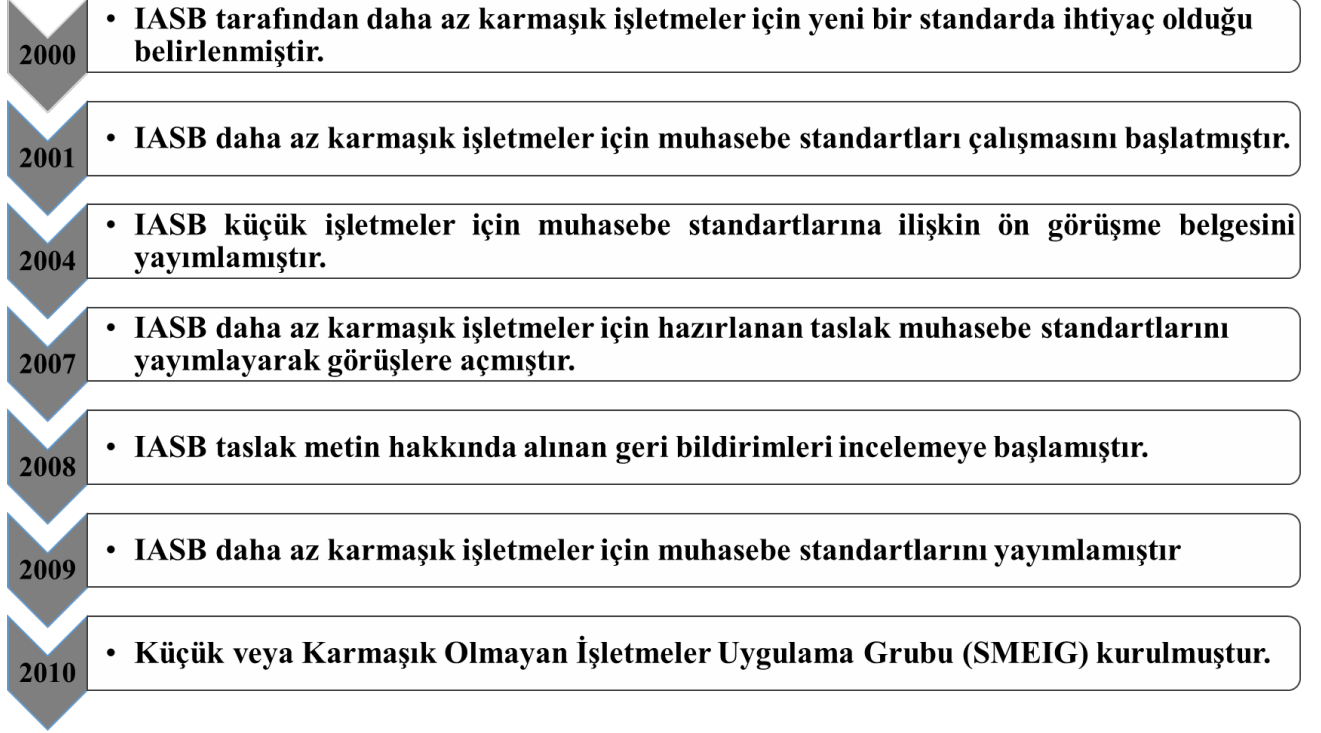 • IASB tarafından daha az karmaşık işletmeler için yeni bir standarda ihtiyaç olduğu
2000
belirlenmiştir.
• IASB daha az karmaşık işletmeler için muhasebe standartları çalışmasını başlatmıştır.
2001
• IASB küçük işletmeler için muhasebe standartlarına ilişkin ön görüşme belgesini
2004
yayımlamıştır.
• IASB daha az karmaşık işletmeler için hazırlanan taslak muhasebe standartlarını
2007
yayımlayarak görüşlere açmıştır.
• IASB taslak metin hakkında alınan geri bildirimleri incelemeye başlamıştır.
2008
• IASB daha az karmaşık işletmeler için muhasebe standartlarını yayımlamıştır
2009
• Küçük veya Karmaşık Olmayan İşletmeler Uygulama Grubu (SMEIG) kurulmuştur.
2010